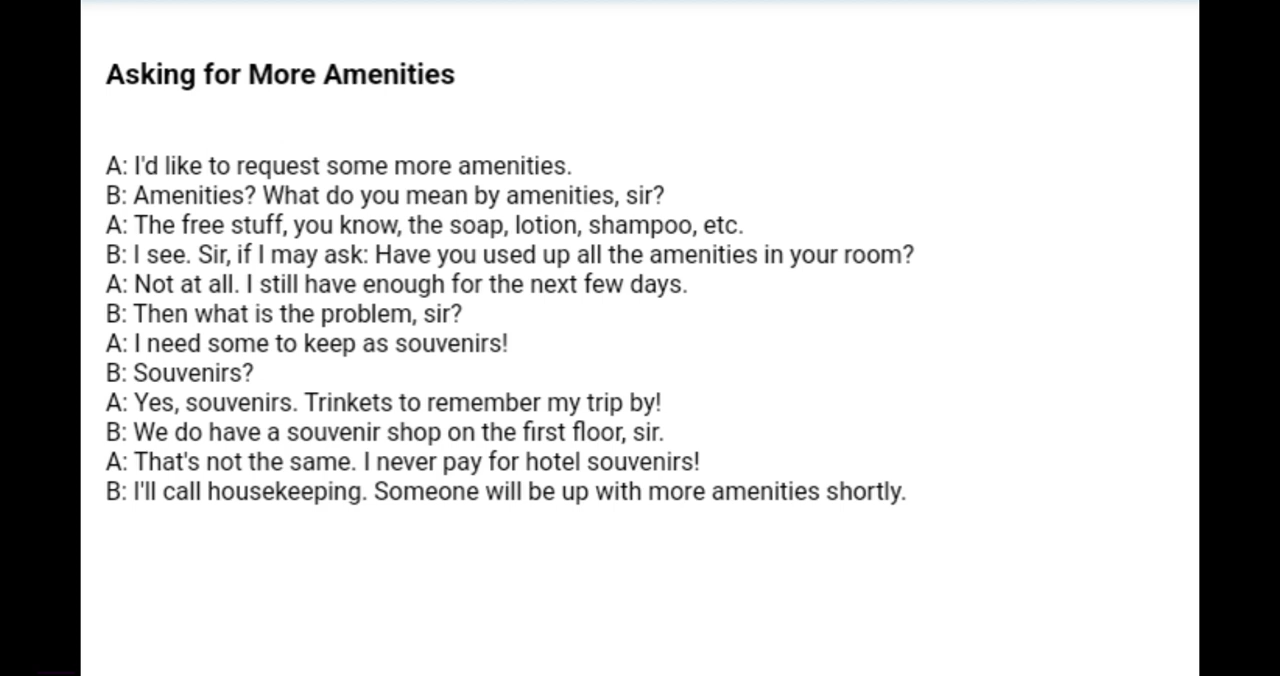 Asking for More Amenities
A: I'd like to request some more amenities.
B: Amenities? What do you mean by amenities, sir?
A: The free stuff, you know, the soap, lotion, shampoo, etc.
B: I see. Sir, if I may ask: Have you used up all the amenities in your room?
A: Not at all. I still have enough for the next few days.
B: Then what is the problem, sir?
A: I need some to keep as souvenirs!
B: Souvenirs?
A: Yes, souvenirs. Trinkets to remember my trip by!
B: We do have a souvenir shop on the first floor, sir.
A: That's not the same. I never pay for hotel souvenirs!
B: I'll call housekeeping. Someone will be up with more amenities shortly.